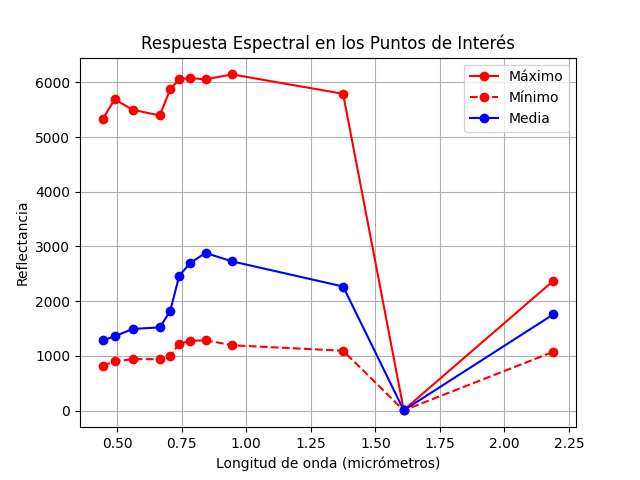 Respuesta Espectral en los Puntos de Interés
Máximo
Mínimo
Media
6000
5000
4000
3000
2000
1000
0
Reflectancia
0.50 0.75 1.00 1.25 1.50 1.75 2.00 2.25
Longitud de onda (micrómetros)